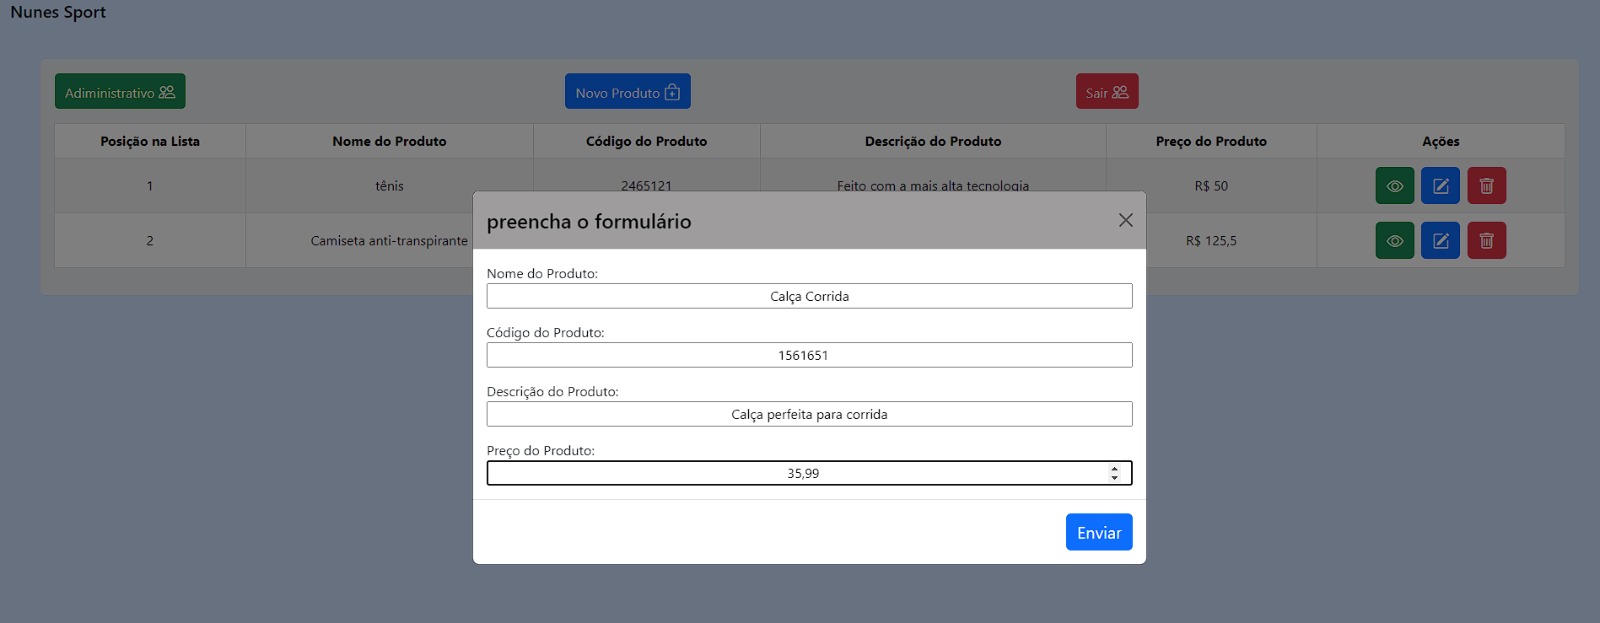 Nunes Sport
Adiministrativo
Novo Produto
Sair
Posição na Lista Nome do Produto Código do Produto Descrição do Produto Preço do Produto Ações
1 tênis 2465121 Feito com a mais alta tecnologia R$ 50
2 Camiseta anti-transpirante R$ 125,5
preencha o formulário
Nome do Produto:
Calça Corrida
Código do Produto:
1561651
Descrição do Produto:
Calça perfeita para corrida
Preço do Produto:
35,99
Enviar